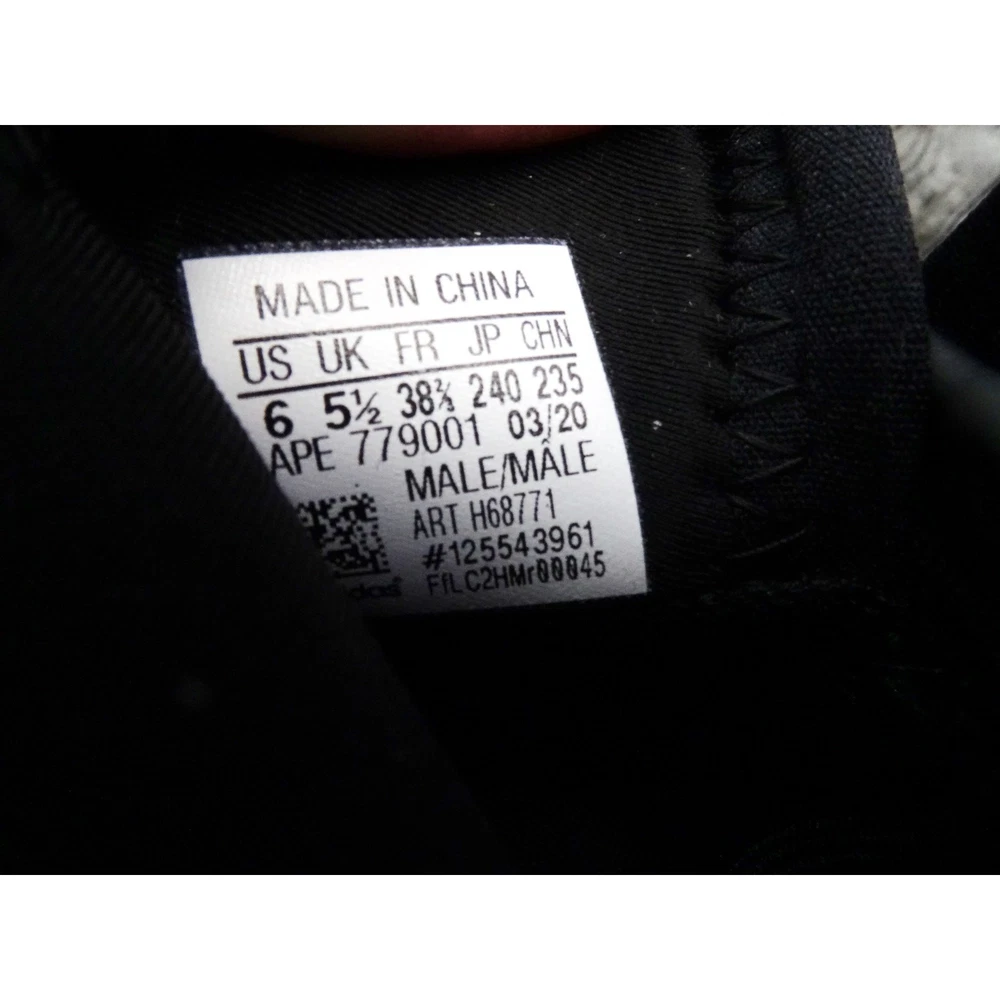 MADE IN CHINA
US UK FR JP CHN
6 5½ 38⅔ 240 235
APE 779001 03/20
MALE/MÂLE
ART H68771
#125543961
FfLC2HMr00045